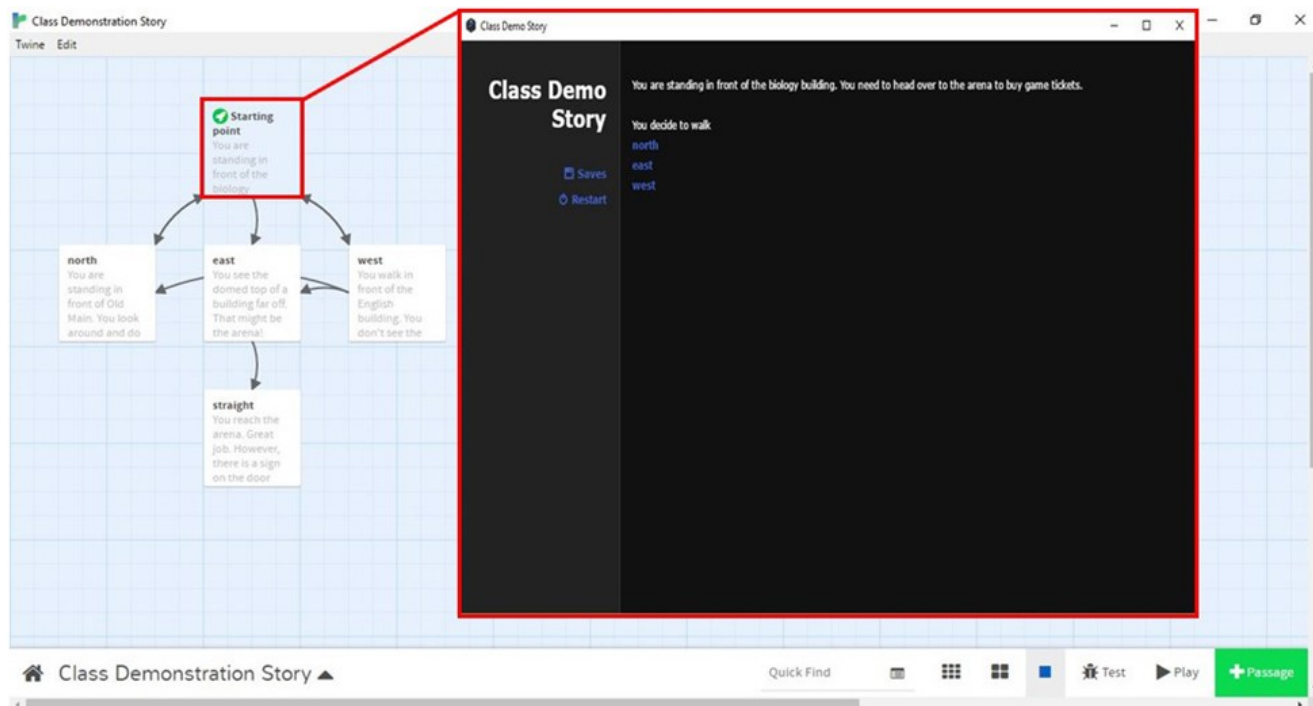 Class Demonstration Story
Twine Edit
Starting
point
You are
standing in
front of the
biology
north
You are
standing in
front of Old
Main. You look
around and do
east
You see the
domed top of a
building far off.
That might be
the arena!
west
You walk in
front of the
English
building. You
don't see the
straight
You reach the
arena. Great
job. However,
there is a sign
on the door
Class Demo Story
Class Demo
Story
Saves
Restart
You are standing in front of the biology building. You need to head over to the arena to buy game tickets.
You decide to walk
north
east
west
Class Demonstration Story
Quick Find
Test
Play
Passage